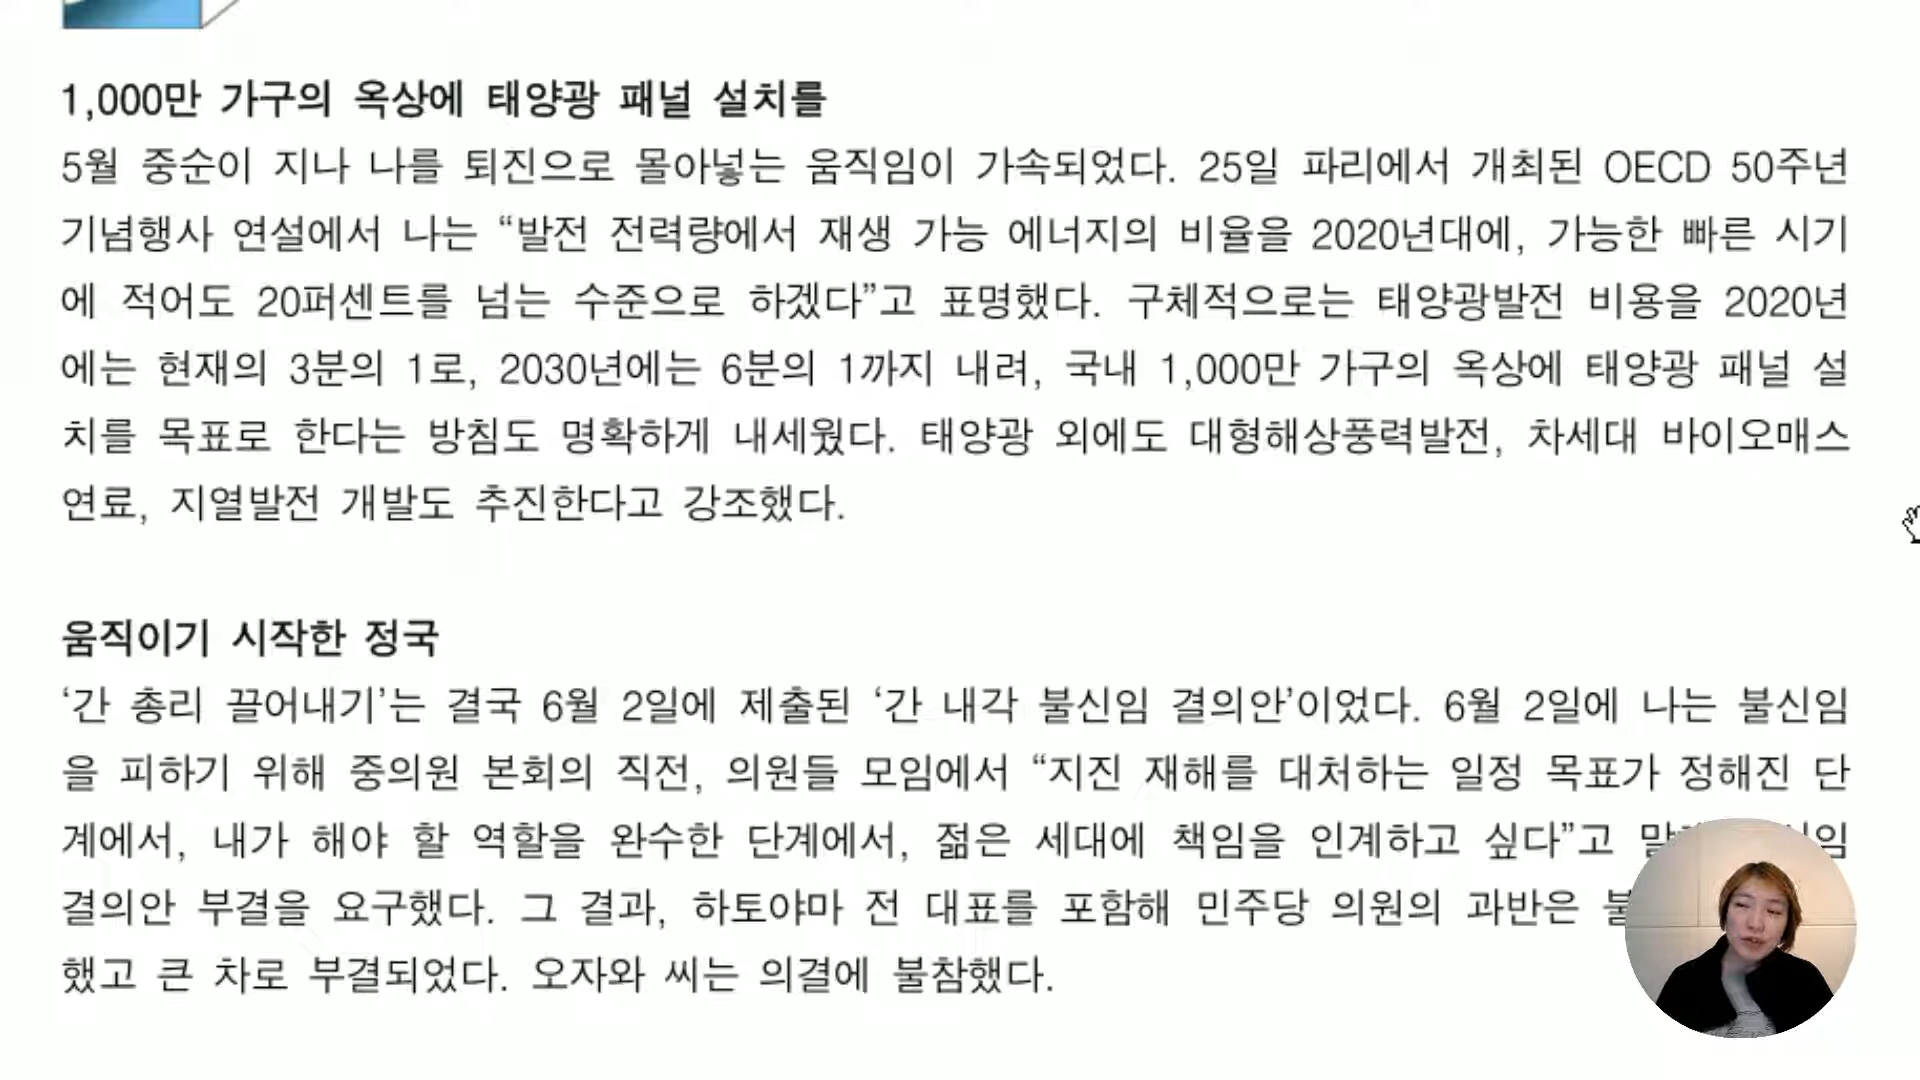 1,000만 가구의 옥상에 태양광 패널 설치를
5월 중순이 지나 나를 퇴진으로 몰아넣는 움직임이 가속되었다. 25일 파리에서 개최된 OECD 50주년
기념행사 연설에서 나는 “발전 전력량에서 재생 가능 에너지의 비율을 2020년대에, 가능한 빠른 시기
에 적어도 20퍼센트를 넘는 수준으로 하겠다”고 표명했다. 구체적으로는 태양광발전 비용을 2020년
에는 현재의 3분의 1로, 2030년에는 6분의 1까지 내려, 국내 1,000만 가구의 옥상에 태양광 패널 설
치를 목표로 한다는 방침도 명확하게 내세웠다. 태양광 외에도 대형해상풍력발전, 차세대 바이오매스
연료, 지열발전 개발도 추진한다고 강조했다.
움직이기 시작한 정국
‘간 총리 끌어내기’는 결국 6월 2일에 제출된 ‘간 내각 불신임 결의안’이었다. 6월 2일에 나는 불신임
을 피하기 위해 중의원 본회의 직전, 의원들 모임에서 “지진 재해를 대처하는 일정 목표가 정해진 단
계에서, 내가 해야 할 역할을 완수한 단계에서, 젊은 세대에 책임을 인계하고 싶다”고
결의안 부결을 요구했다. 그 결과, 하토야마 전 대표를 포함해 민주당 의원의 과반은
했고 큰 차로 부결되었다. 오자와 씨는 의결에 불참했다.